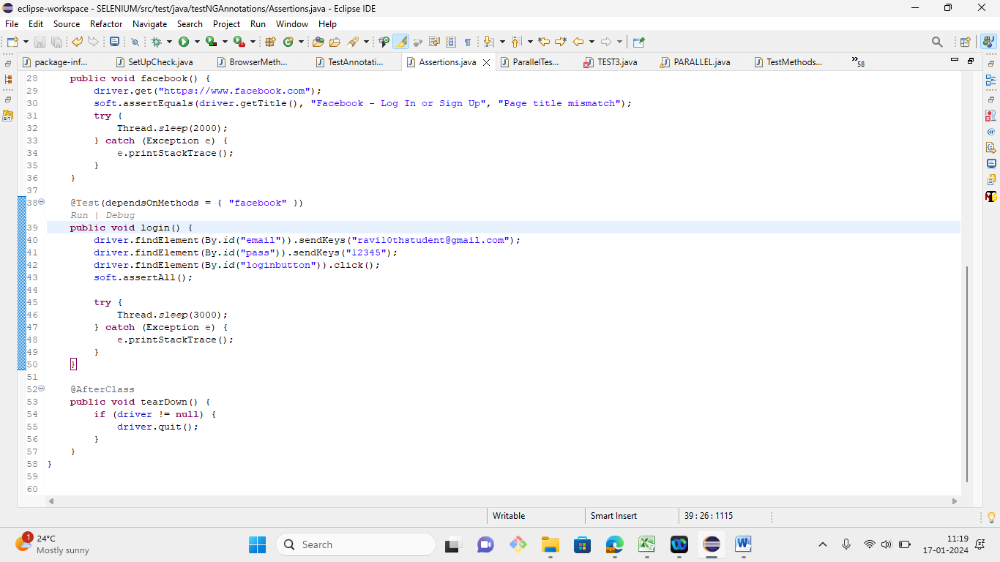 eclipse-workspace - SELENIUM/src/test/java/testNGAnnotations/Assertions.java - Eclipse IDE
File Edit Source Refactor Navigate Search Project Run Window Help
package-inf... SetUpCheck.java BrowserMeth... TestAnnotati... Assertions.java ParallelTes... TEST3.java PARALLEL.java TestMethods... »58
28 public void facebook() {
29 driver.get("https://www.facebook.com");
30 soft.assertEquals(driver.getTitle(), "Facebook - Log In or Sign Up", "Page title mismatch");
31 try {
32 Thread.sleep(2000);
33 } catch (Exception e) {
34 e.printStackTrace();
35 }
36 }
37
38 @Test(dependsOnMethods = { "facebook" })
Run | Debug
39 public void login() {
40 driver.findElement(By.id("email")).sendKeys("ravi10thstudent@gmail.com");
41 driver.findElement(By.id("pass")).sendKeys("12345");
42 driver.findElement(By.id("loginbutton")).click();
43 soft.assertAll();
44
45 try {
46 Thread.sleep(3000);
47 } catch (Exception e) {
48 e.printStackTrace();
49 }
50 }
51
52 @AfterClass
53 public void tearDown() {
54 if (driver != null) {
55 driver.quit();
56 }
57 }
58 }
59
60
Writable Smart Insert 39 : 26 : 1115
1 24°C
Mostly sunny
Search
11:19
17-01-2024